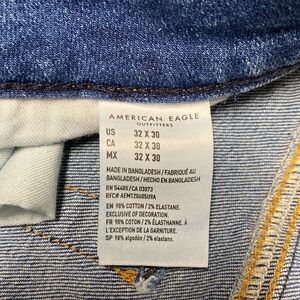 AMERICAN EAGLE
OUTFITTERS
US 32 X 30
CA 32 X 30
MX 32 X 30
MADE IN BANGLADESH / FABRIQUÉ AU
BANGLADESH / HECHO EN BANGLADESH
RN 54485/ CA 03873
RFC# AEMT20605U9A
EN 98% COTTON / 2% ELASTANE.
EXCLUSIVE OF DECORATION.
FR 98% COTON / 2% ÉLASTHANNE. À
L'EXCEPTION DE LA GARNITURE.
SP 98% algodón / 2% elastano.